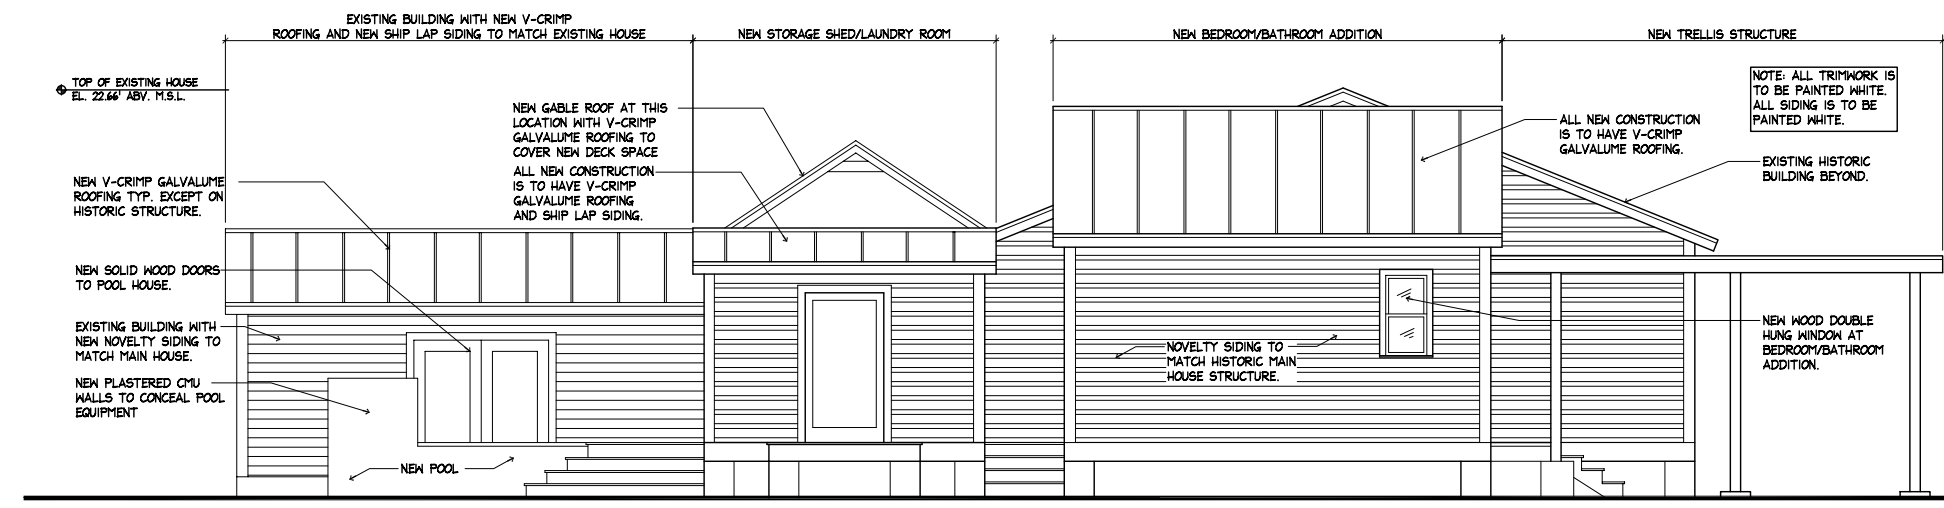 EXISTING BUILDING WITH NEW V-CRIMP
ROOFING AND NEW SHIP LAP SIDING TO MATCH EXISTING HOUSE
NEW STORAGE SHED/LAUNDRY ROOM
NEW BEDROOM/BATHROOM ADDITION
NEW TRELLIS STRUCTURE
TOP OF EXISTING HOUSE
EL. 22.66' ABV. M.S.L.
NOTE: ALL TRIMWORK IS
TO BE PAINTED WHITE.
ALL SIDING IS TO BE
PAINTED WHITE.
NEW GABLE ROOF AT THIS
LOCATION WITH V-CRIMP
GALVALUME ROOFING TO
COVER NEW DECK SPACE
ALL NEW CONSTRUCTION
IS TO HAVE V-CRIMP
GALVALUME ROOFING
AND SHIP LAP SIDING.
ALL NEW CONSTRUCTION
IS TO HAVE V-CRIMP
GALVALUME ROOFING.
EXISTING HISTORIC
BUILDING BEYOND.
NEW V-CRIMP GALVALUME
ROOFING TYP. EXCEPT ON
HISTORIC STRUCTURE.
NEW SOLID WOOD DOORS
TO POOL HOUSE.
EXISTING BUILDING WITH
NEW NOVELTY SIDING TO
MATCH MAIN HOUSE.
NEW PLASTERED CMU
WALLS TO CONCEAL POOL
EQUIPMENT
NEW POOL
NOVELTY SIDING TO
MATCH HISTORIC MAIN
HOUSE STRUCTURE.
NEW WOOD DOUBLE
HUNG WINDOW AT
BEDROOM/BATHROOM
ADDITION.